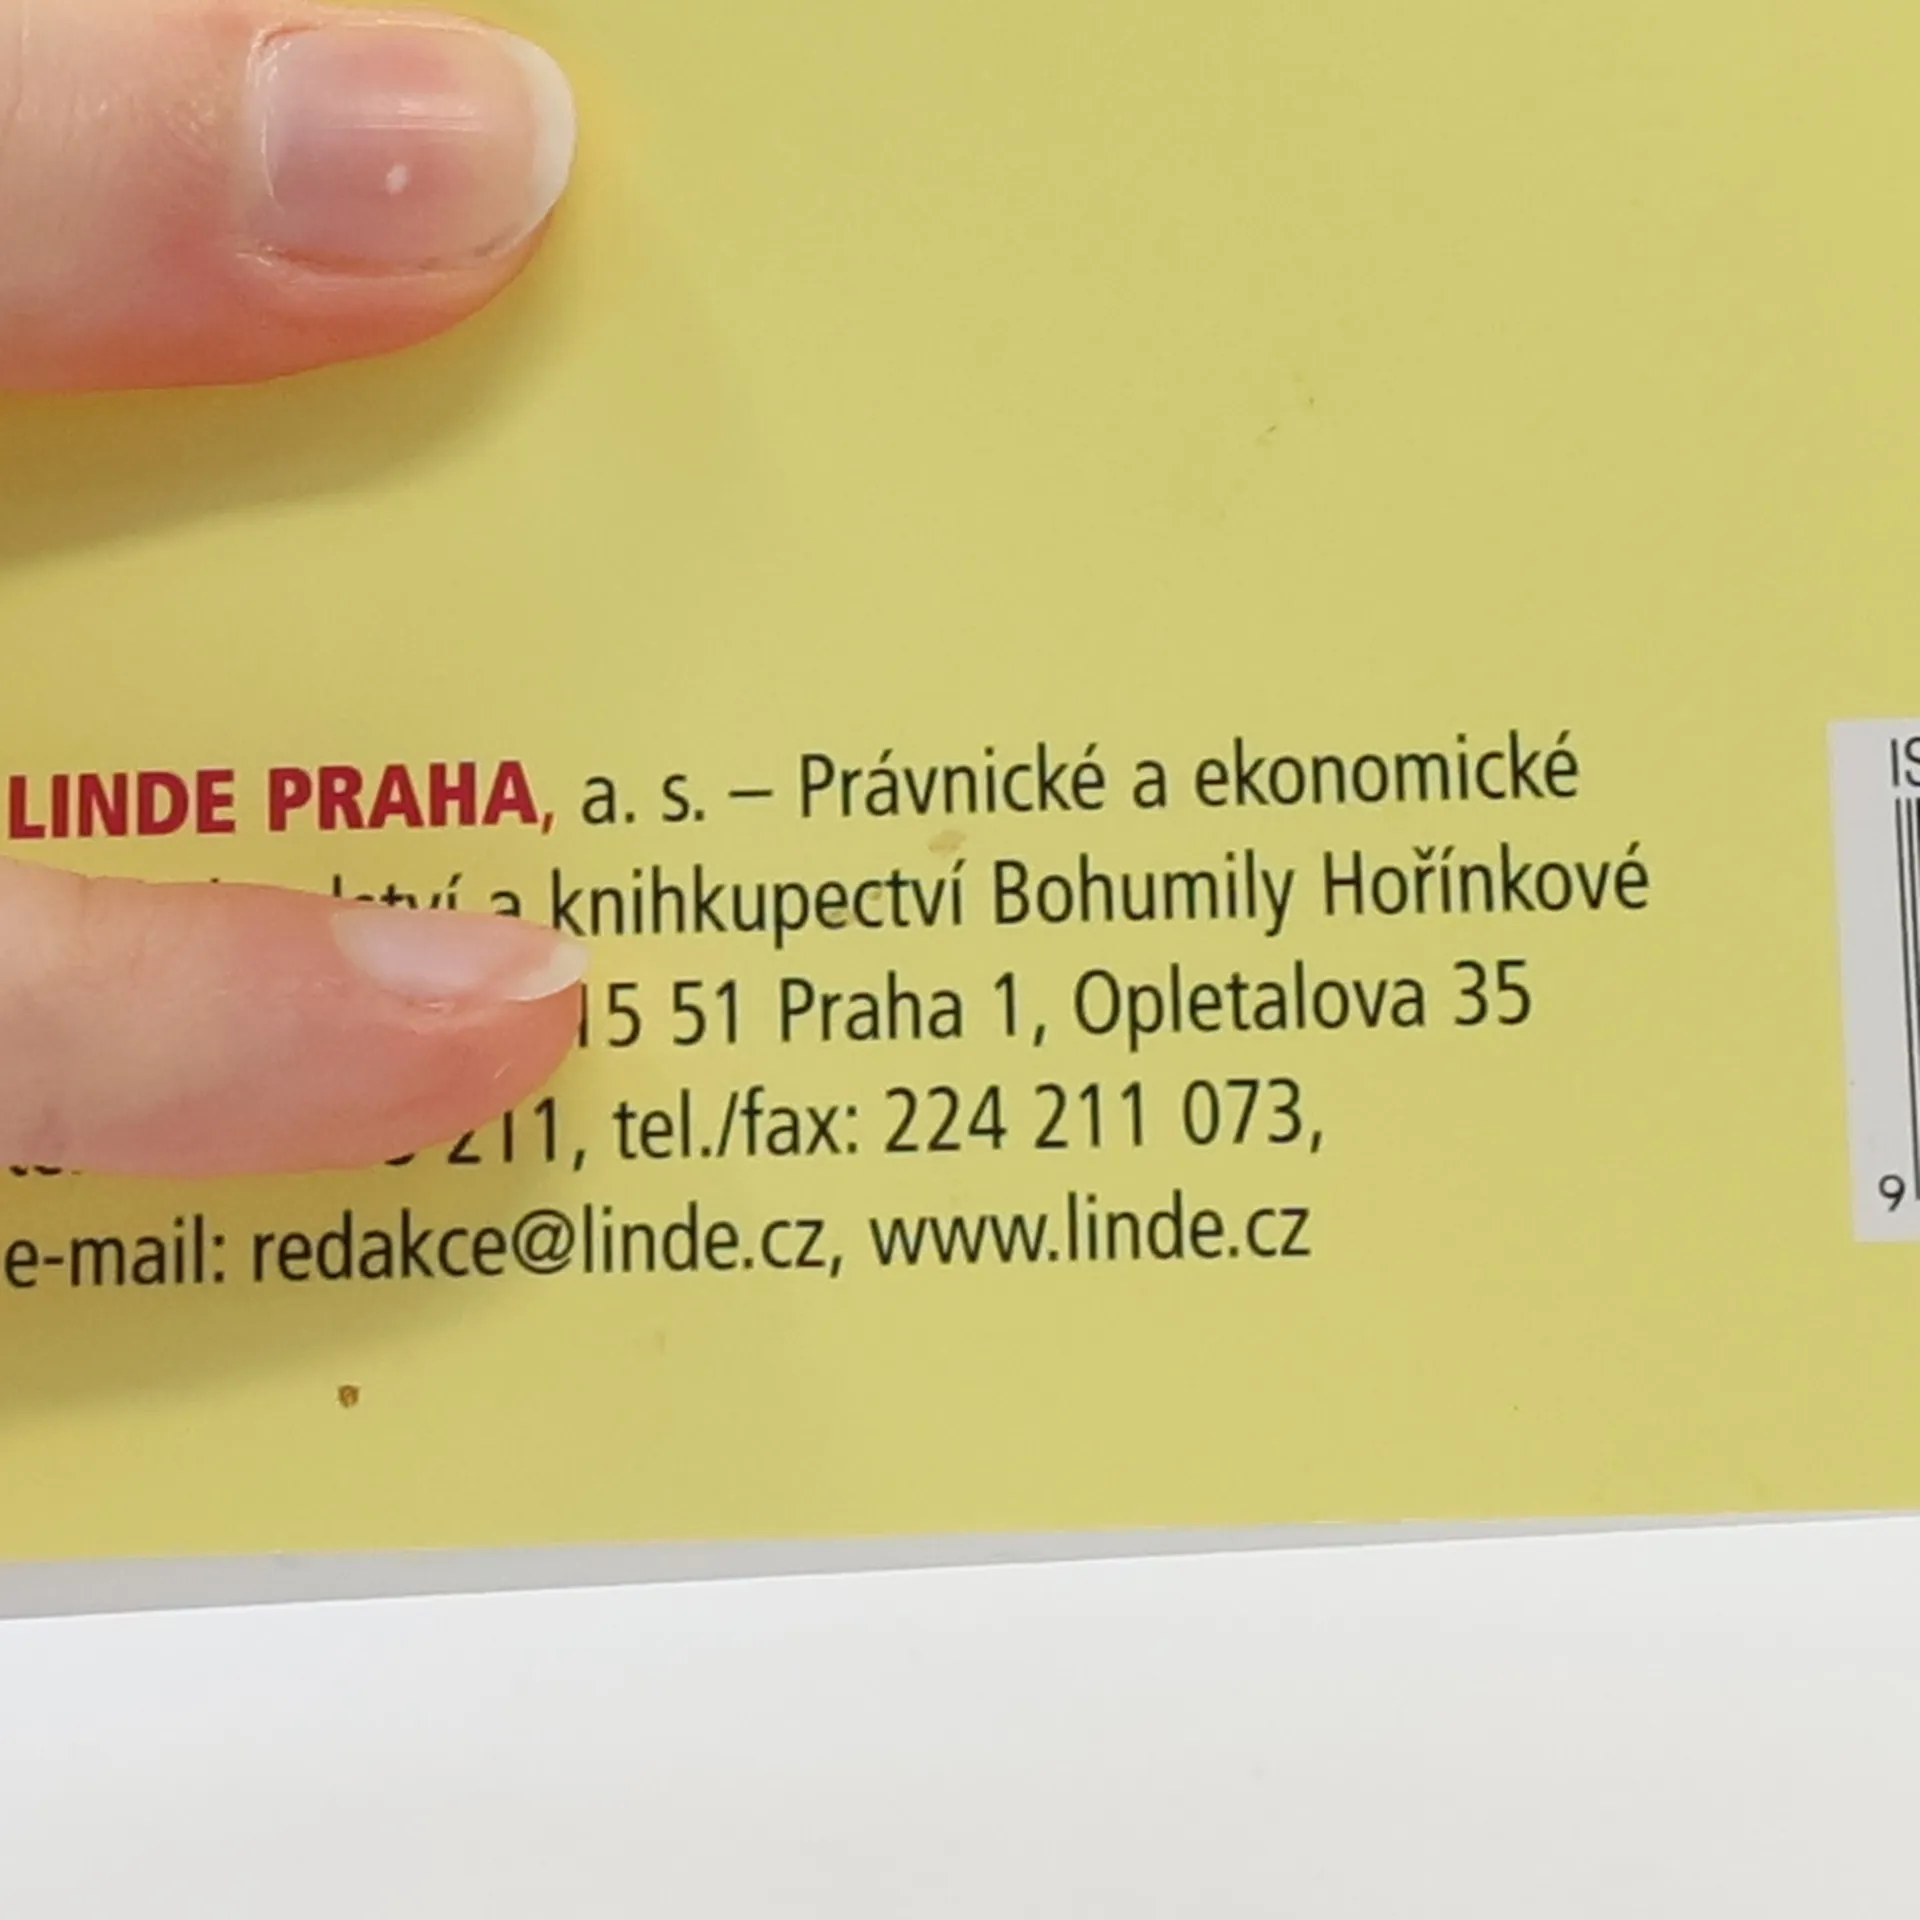 LINDE PRAHA, a. s. – Právnické a ekonomické
a knihkupectví Bohumily Hořínkové
15 51 Praha 1, Opletalova 35
211, tel./fax: 224 211 073,
e-mail: redakce@linde.cz, www.linde.cz
9